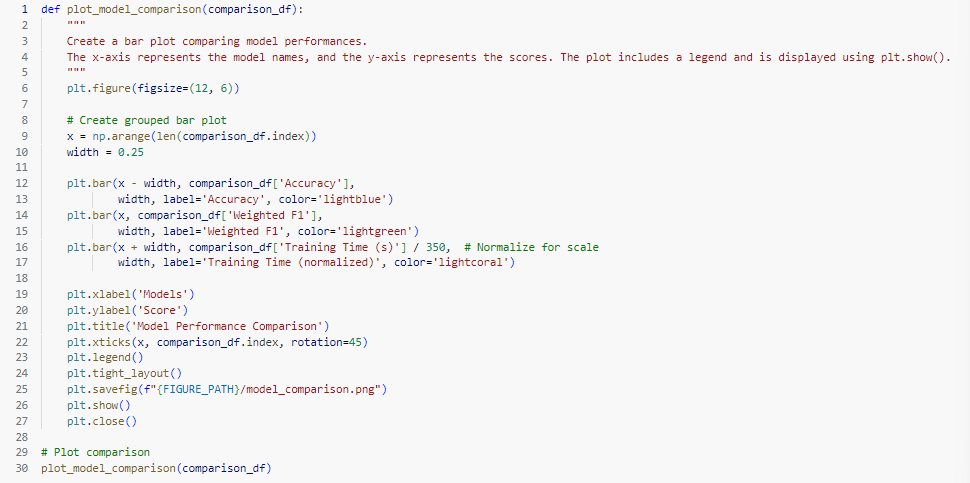 1 def plot_model_comparison(comparison_df):
2     """
3     Create a bar plot comparing model performances.
4     The x-axis represents the model names, and the y-axis represents the scores. The plot includes a legend and is displayed using plt.show().
5     """
6     plt.figure(figsize=(12, 6))
7
8     # Create grouped bar plot
9     x = np.arange(len(comparison_df.index))
10     width = 0.25
11
12     plt.bar(x - width, comparison_df['Accuracy'],
13             width, label='Accuracy', color='lightblue')
14     plt.bar(x, comparison_df['Weighted F1'],
15             width, label='Weighted F1', color='lightgreen')
16     plt.bar(x + width, comparison_df['Training Time (s)'] / 350,  # Normalize for scale
17             width, label='Training Time (normalized)', color='lightcoral')
18
19     plt.xlabel('Models')
20     plt.ylabel('Score')
21     plt.title('Model Performance Comparison')
22     plt.xticks(x, comparison_df.index, rotation=45)
23     plt.legend()
24     plt.tight_layout()
25     plt.savefig(f"{FIGURE_PATH}/model_comparison.png")
26     plt.show()
27     plt.close()
28
29 # Plot comparison
30 plot_model_comparison(comparison_df)